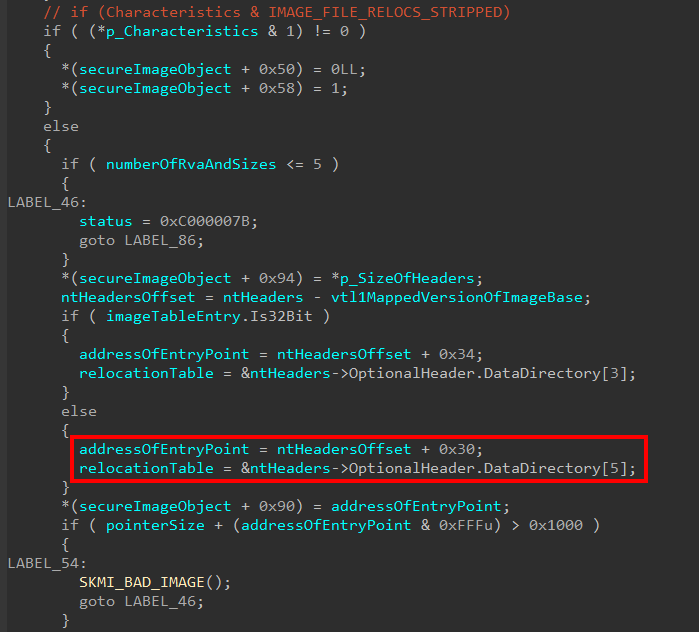 // if (Characteristics & IMAGE_FILE_RELOCS_STRIPPED)
if ( (*p_Characteristics & 1) != 0 )
{
*(secureImageObject + 0x50) = 0LL;
*(secureImageObject + 0x58) = 1;
}
else
{
if ( numberOfRvaAndSizes <= 5 )
{
LABEL_46:
status = 0xC000007B;
goto LABEL_86;
}
*(secureImageObject + 0x94) = *p_SizeOfHeaders;
ntHeadersOffset = ntHeaders - vtl1MappedVersionOfImageBase;
if ( imageTableEntry.Is32Bit )
{
addressOfEntryPoint = ntHeadersOffset + 0x34;
relocationTable = &ntHeaders->OptionalHeader.DataDirectory[3];
}
else
{
addressOfEntryPoint = ntHeadersOffset + 0x30;
relocationTable = &ntHeaders->OptionalHeader.DataDirectory[5];
}
*(secureImageObject + 0x90) = addressOfEntryPoint;
if ( pointerSize + (addressOfEntryPoint & 0xFFFu) > 0x1000 )
{
LABEL_54:
SKMI_BAD_IMAGE();
goto LABEL_46;
}